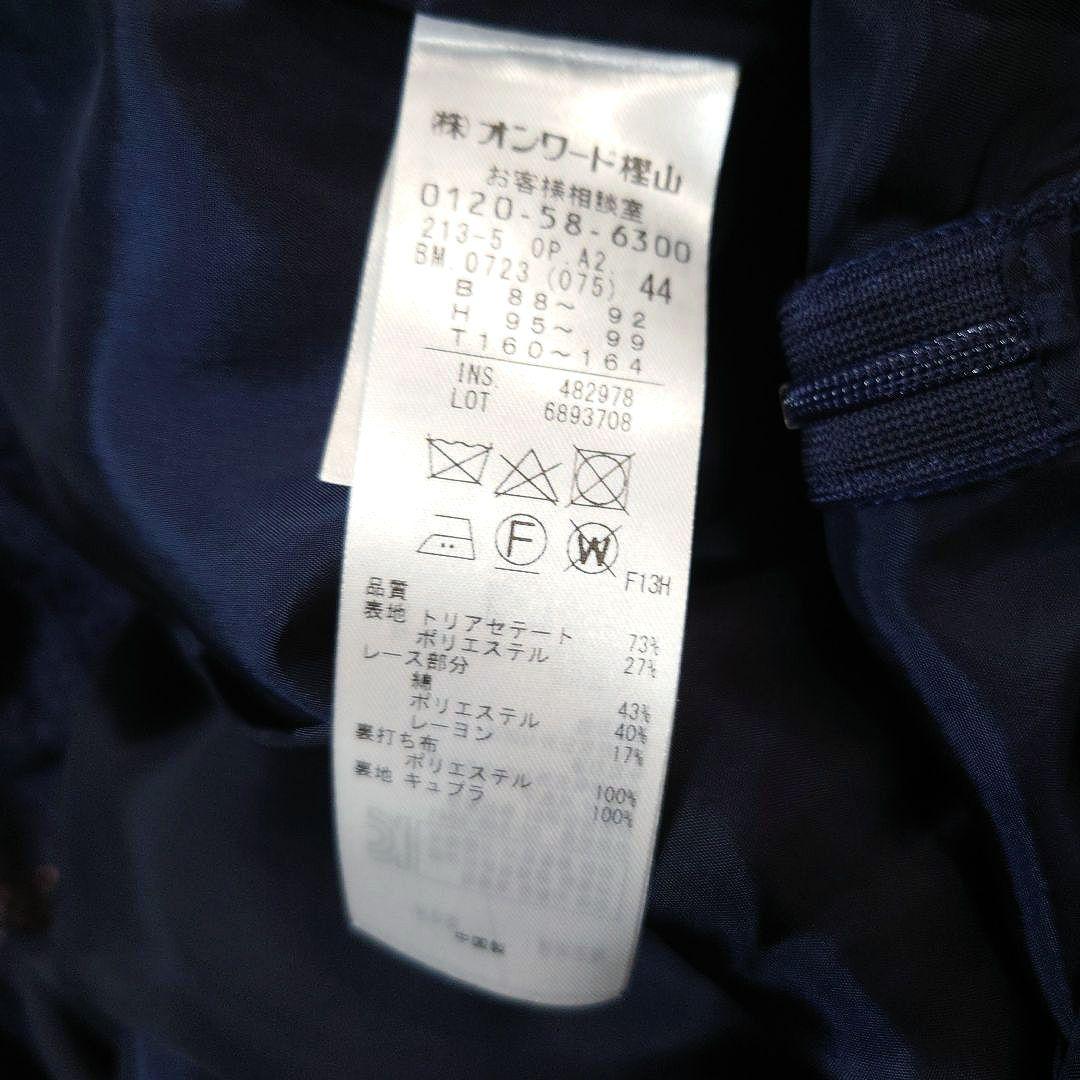 (株)オンワード樫山
お客様相談室
0120-58-6300
213-5 OP.A2.
BM.0723 (075) 44
B 88～ 92
H 95～ 99
T160～164
INS. 482978
LOT 6893708
F
W
F13H
品質
表地 トリアセテート 73%
ポリエステル 27%
レース部分
綿 43%
ポリエステル 40%
レーヨン 17%
裏打ち布
ポリエステル 100%
裏地 キュプラ 100%
中国製